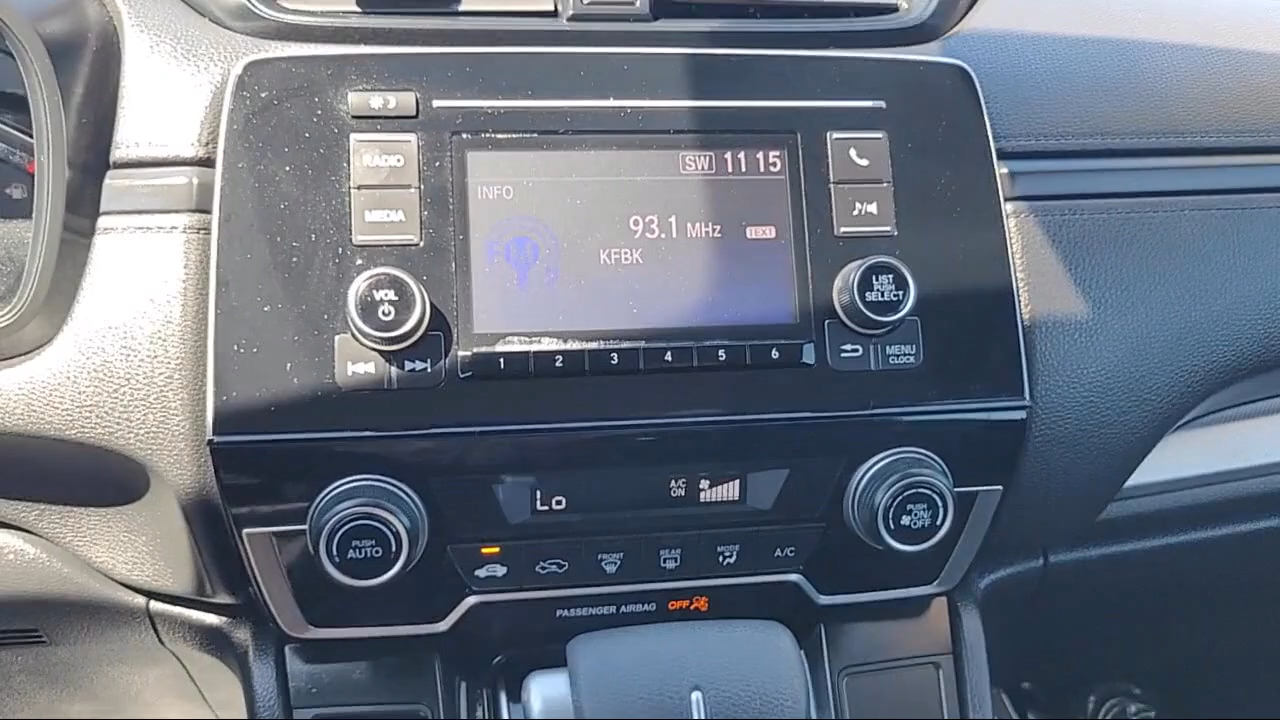 RADIO
MEDIA
VOL
SW 11 15
INFO
93.1 MHz TEXT
KFBK
FM
LIST
PUSH
SELECT
MENU
CLOCK
1 2 3 4 5 6
Lo
A/C
ON
PUSH
AUTO
PUSH
ON/
OFF
FRONT
REAR
MODE
A/C
PASSENGER AIRBAG OFF